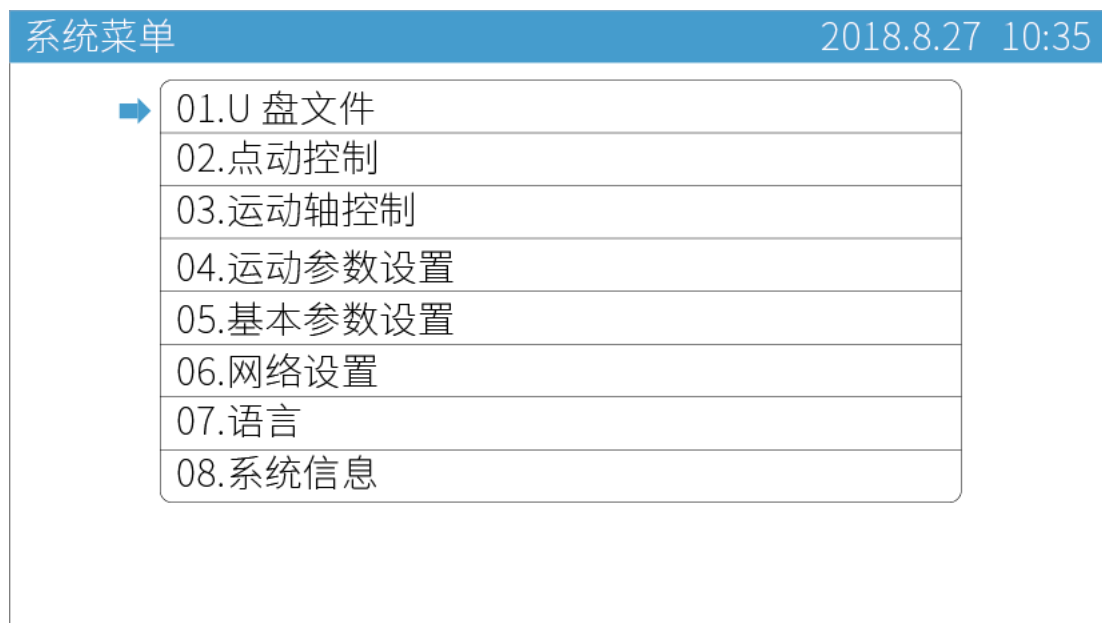 系统菜单 2018.8.27 10:35
01.U 盘文件
02.点动控制
03.运动轴控制
04.运动参数设置
05.基本参数设置
06.网络设置
07.语言
08.系统信息